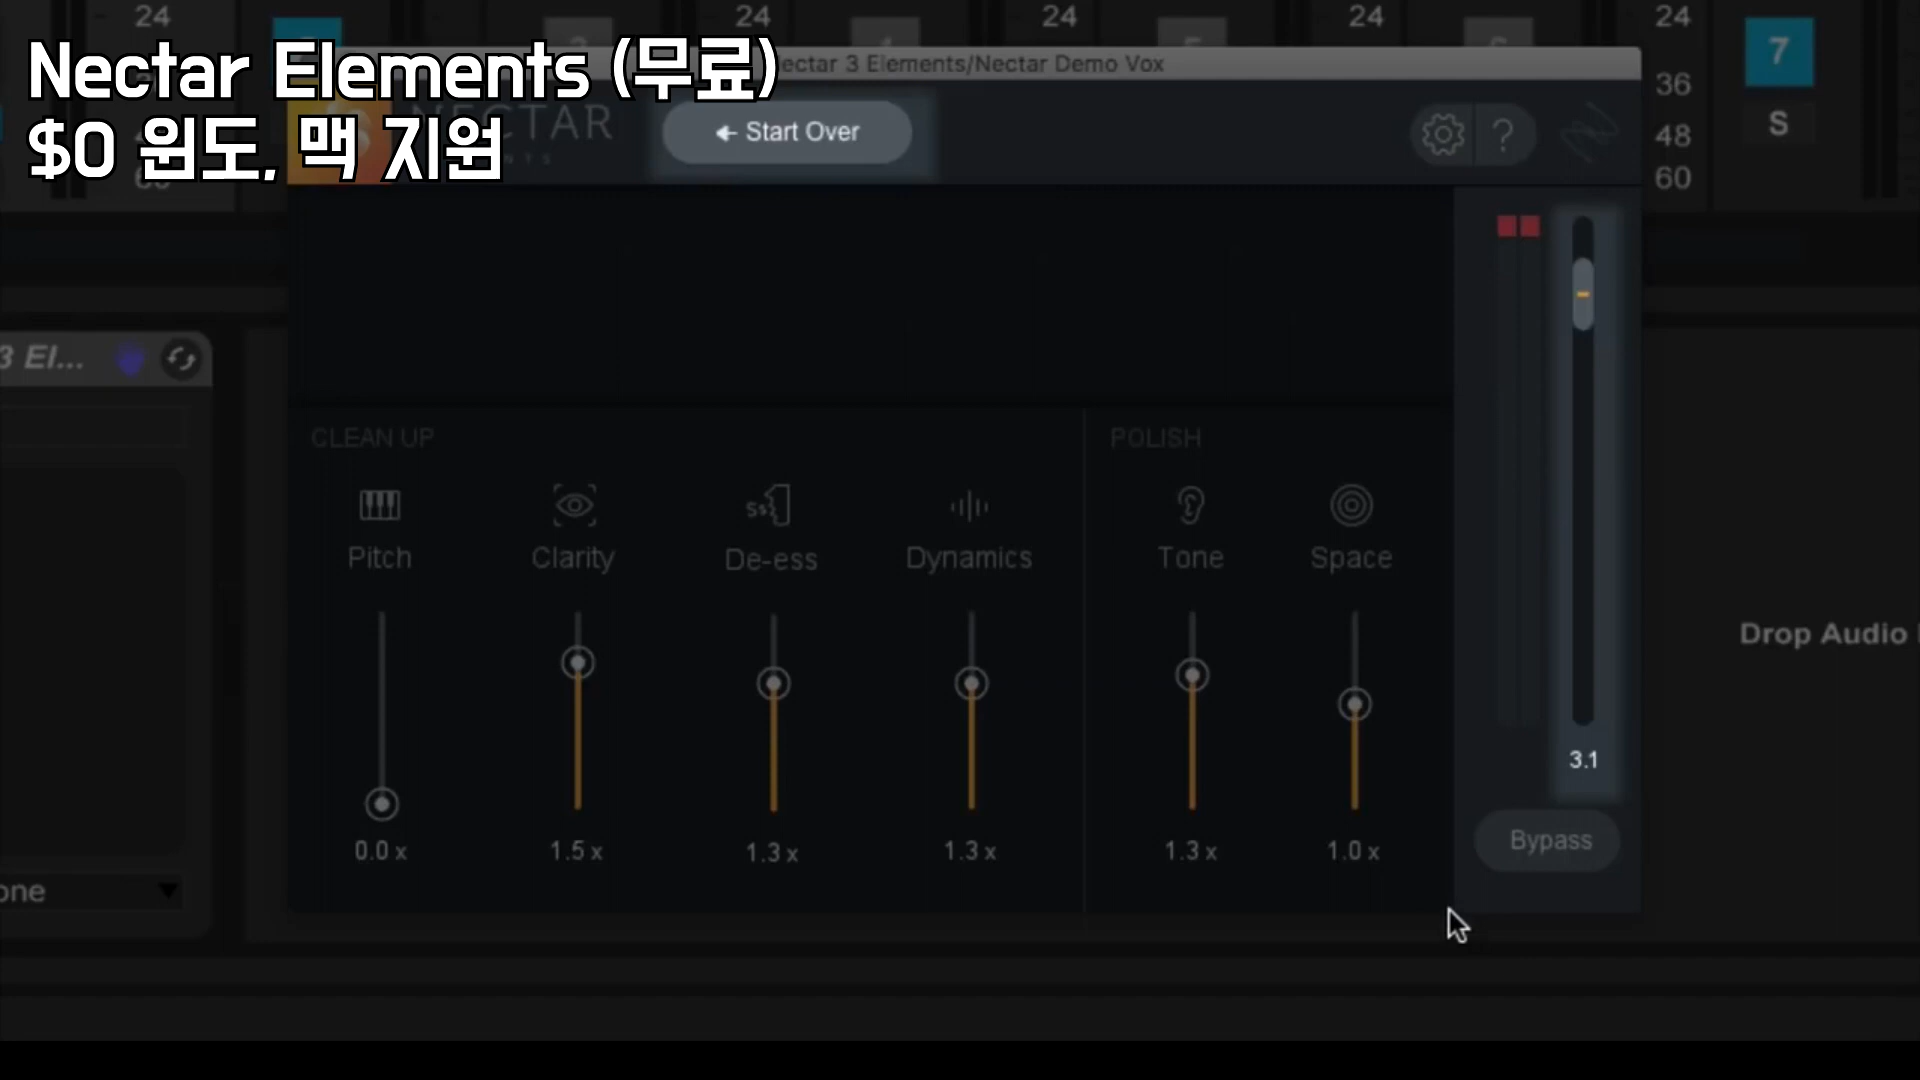 24 24 24 24 24
Nectar Elements (무료)
$0 윈도, 맥 지원
ectar 3 Elements/Nectar Demo Vox
36 7
NECTAR
Start Over
?
S
48
60 60
3 El...
CLEAN UP POLISH
Pitch Clarity De-ess Dynamics Tone Space
Drop Audio
3.1
0.0 x 1.5 x 1.3 x 1.3 x 1.3 x 1.0 x
Bypass
one